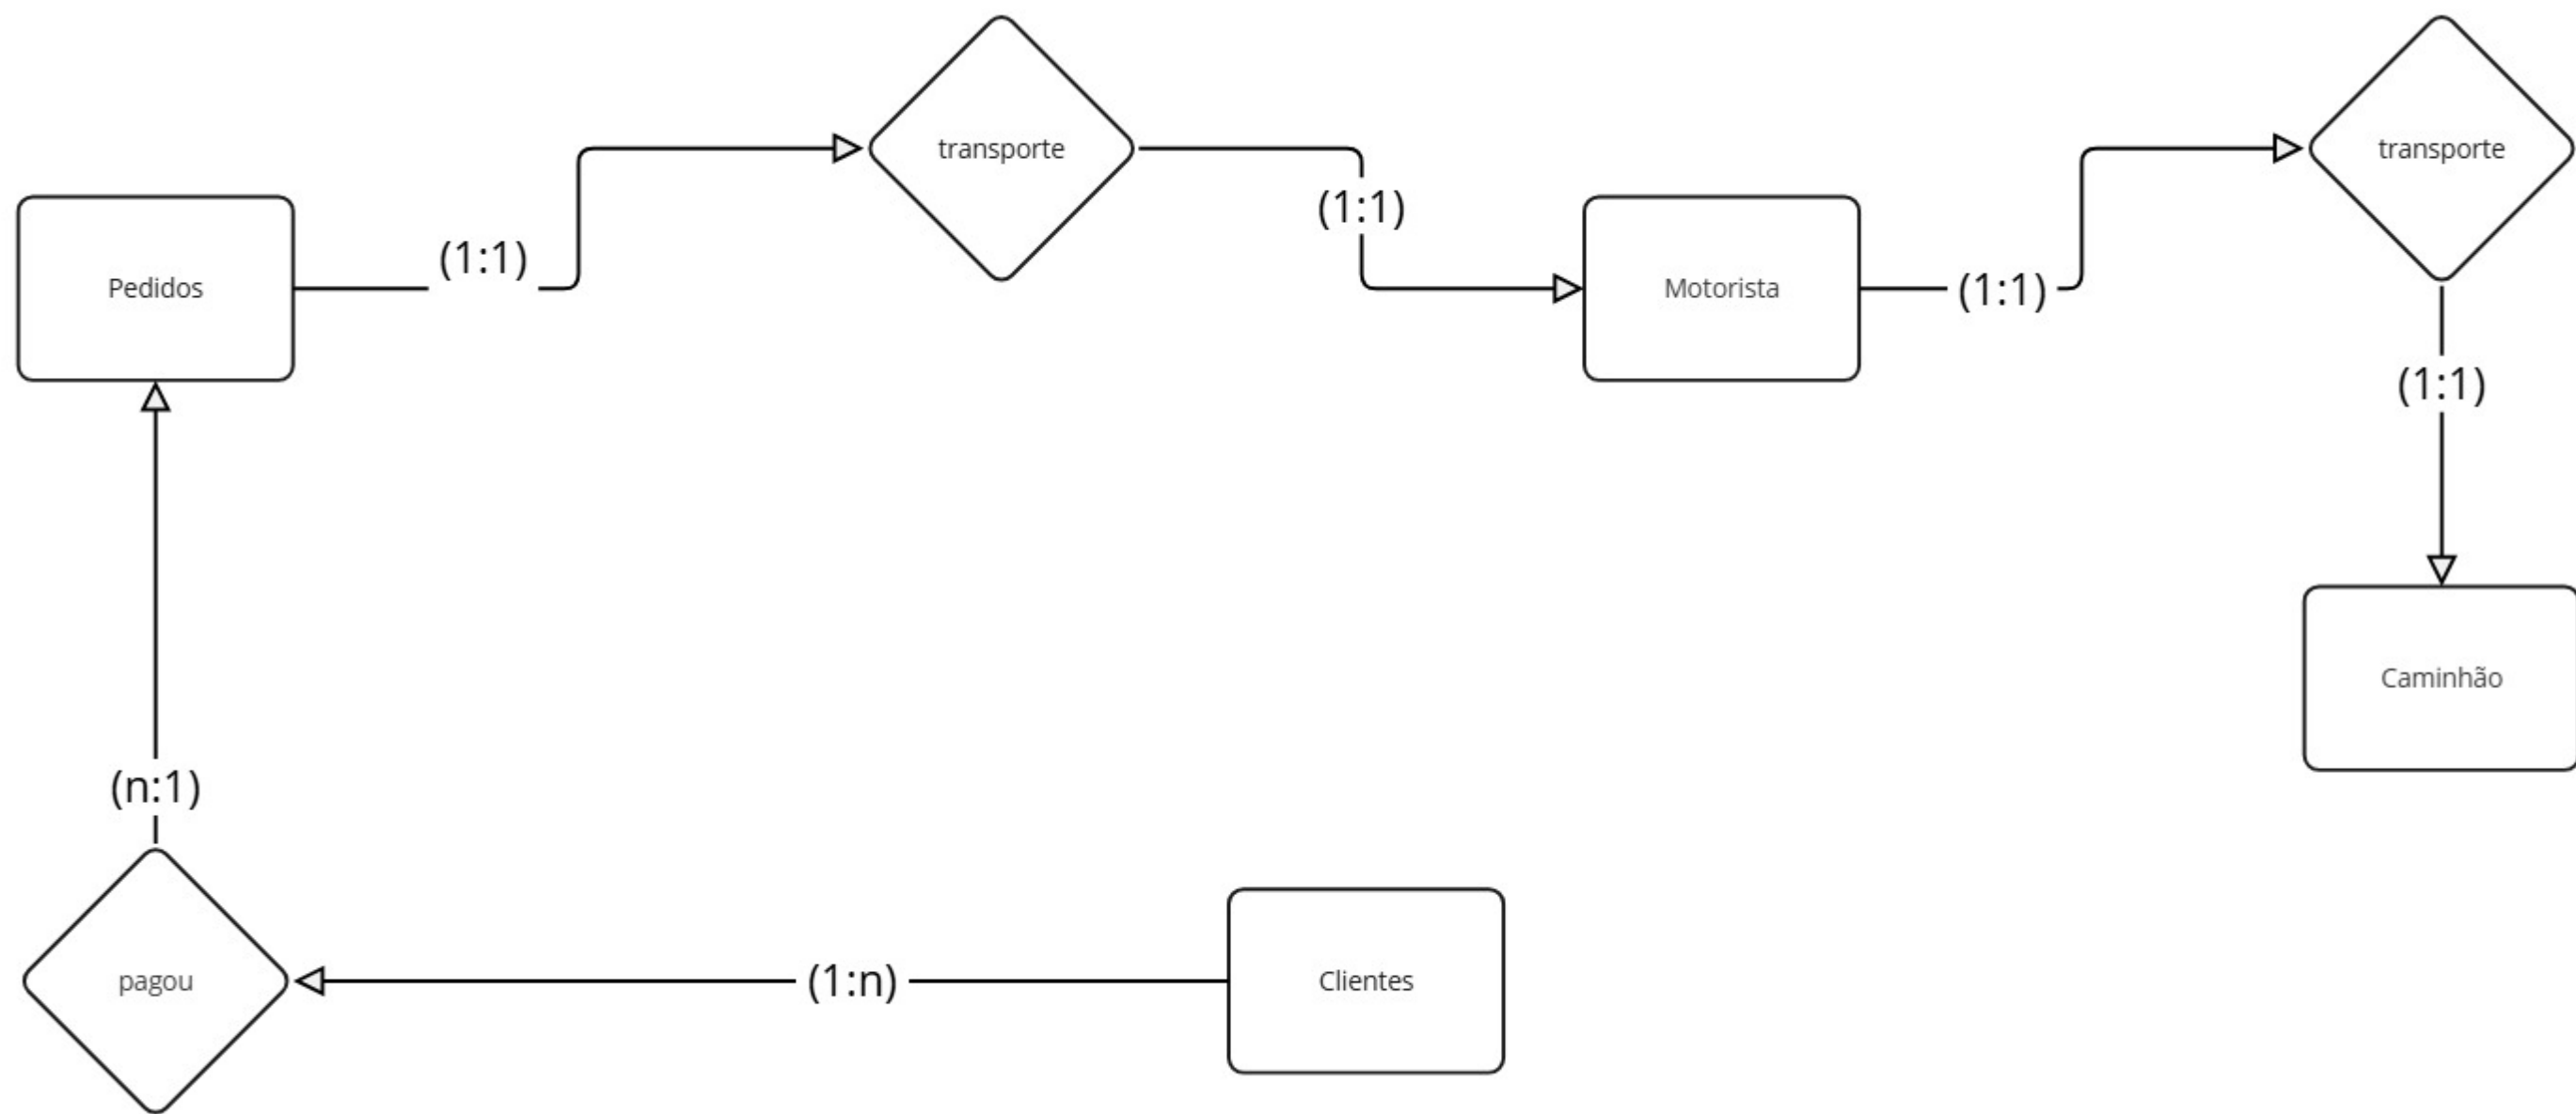 transporte
transporte
(1:1)
Pedidos
(1:1)
Motorista
(1:1)
(1:1)
Caminhão
(n:1)
pagou
(1:n)
Clientes